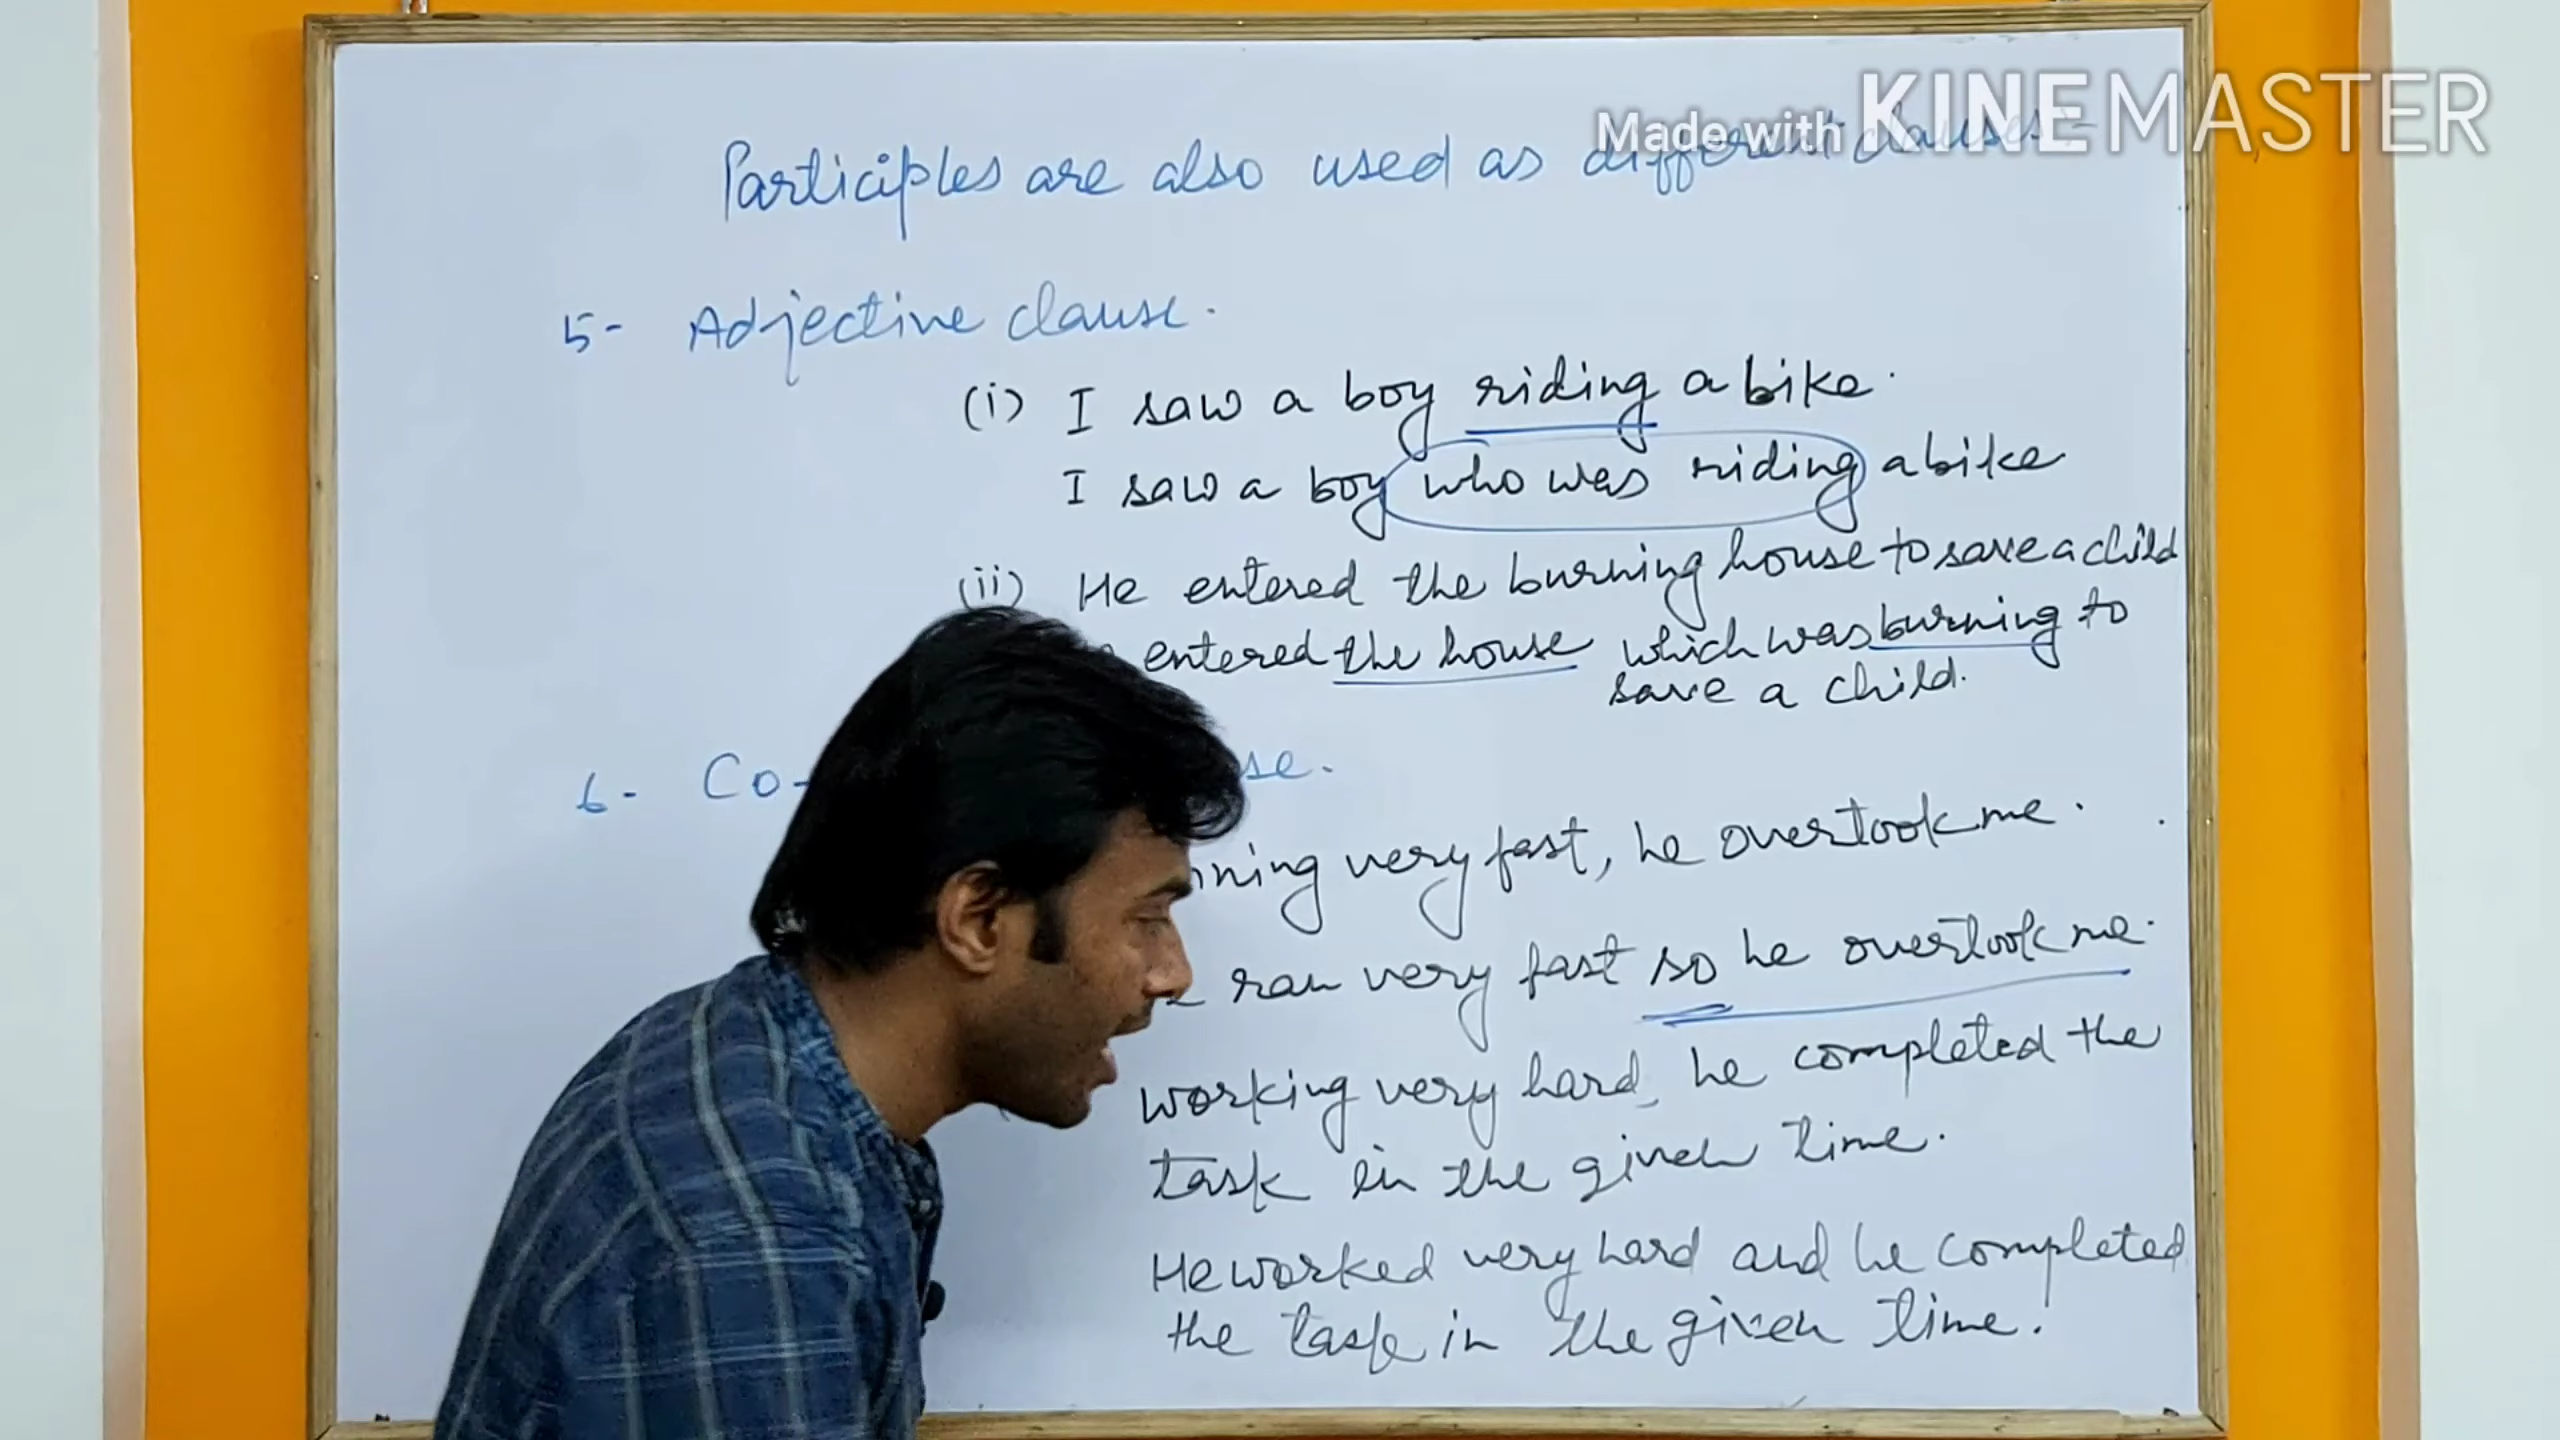 Made with KINEMASTER
Participles are also used as different clauses:-
5- Adjective clause.
(i) I saw a boy riding a bike.
I saw a boy who was riding a bike
(ii) He entered the burning house to save a child
entered the house which was burning to
save a child.
6- Co-
very fast, he overtook me.
ran very fast so he overtook me.
working very hard, he completed the
task in the given time.
He worked very hard and he completed
the task in the given time.